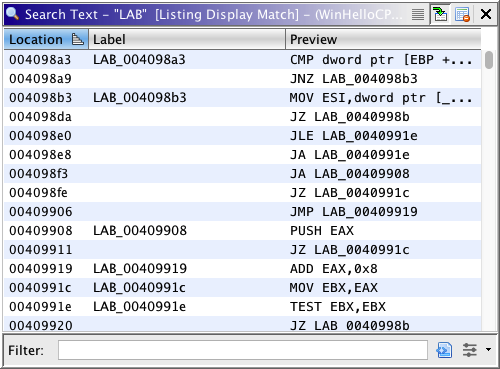 Search Text - "LAB" [Listing Display Match] - (WinHelloCP...
Location Label Preview
004098a3 LAB_004098a3 CMP dword ptr [EBP +...
004098a9 JNZ LAB_004098b3
004098b3 LAB_004098b3 MOV ESI,dword ptr [_...
004098da JZ LAB_0040998b
004098e0 JLE LAB_0040991e
004098e8 JA LAB_0040991e
004098f3 JA LAB_00409908
004098fe JZ LAB_0040991c
00409906 JMP LAB_00409919
00409908 LAB_00409908 PUSH EAX
00409911 JZ LAB_0040991c
00409919 LAB_00409919 ADD EAX,0x8
0040991c LAB_0040991c MOV EBX,EAX
0040991e LAB_0040991e TEST EBX,EBX
00409920 JZ LAB_0040998b
Filter: